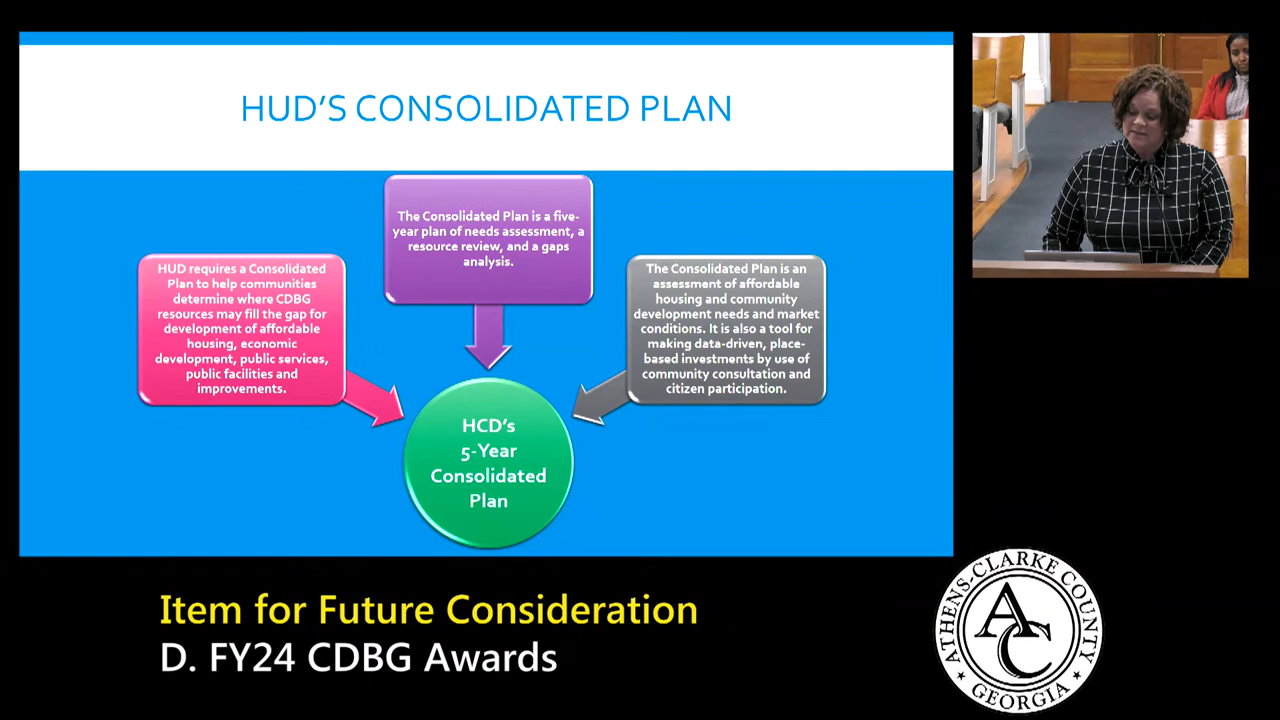 HUD'S CONSOLIDATED PLAN
The Consolidated Plan is a five-
year plan of needs assessment, a
resource review, and a gaps
analysis.
HUD requires a Consolidated
Plan to help communities
determine where CDBG
resources may fill the gap for
development of affordable
housing, economic
development, public services,
public facilities and
improvements.
The Consolidated Plan is an
assessment of affordable
housing and community
development needs and market
conditions. It is also a tool for
making data-driven, place-
based investments by use of
community consultation and
citizen participation.
HCD's
5-Year
Consolidated
Plan
Item for Future Consideration
D. FY24 CDBG Awards
ATHENS-CLARKE COUNTY
AC
GEORGIA